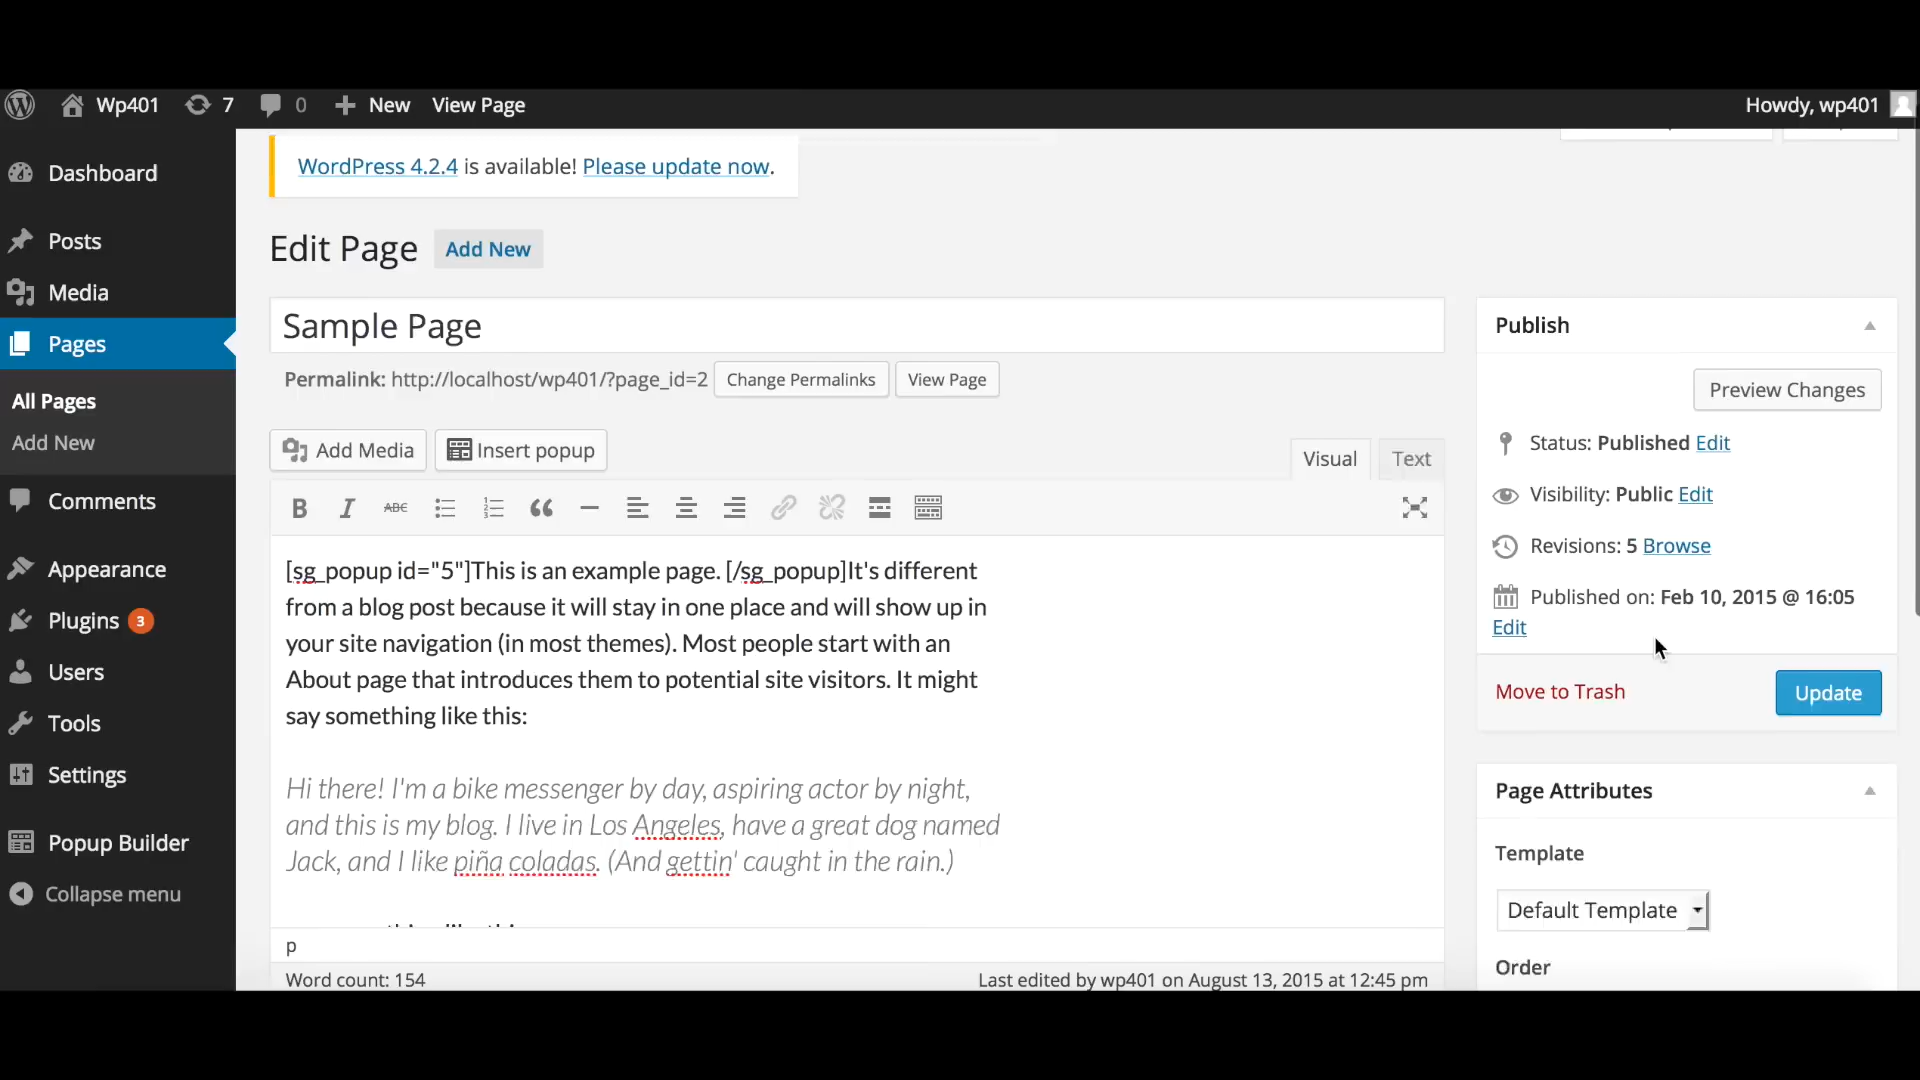 Wp401 7 0 New View Page Howdy, wp401
Dashboard
Posts
Media
Pages
All Pages
Add New
Comments
Appearance
Plugins 3
Users
Tools
Settings
Popup Builder
Collapse menu
WordPress 4.2.4 is available! Please update now.
Edit Page Add New
Sample Page
Permalink: http://localhost/wp401/?page_id=2 Change Permalinks View Page
Add Media Insert popup
Visual Text
B I ABC
[sg_popup id="5"]This is an example page. [/sg_popup]It's different
from a blog post because it will stay in one place and will show up in
your site navigation (in most themes). Most people start with an
About page that introduces them to potential site visitors. It might
say something like this:
Hi there! I'm a bike messenger by day, aspiring actor by night,
and this is my blog. I live in Los Angeles, have a great dog named
Jack, and I like piña coladas. (And gettin' caught in the rain.)
p
Word count: 154 Last edited by wp401 on August 13, 2015 at 12:45 pm
Publish
Preview Changes
Status: Published Edit
Visibility: Public Edit
Revisions: 5 Browse
Published on: Feb 10, 2015 @ 16:05
Edit
Move to Trash Update
Page Attributes
Template
Default Template
Order